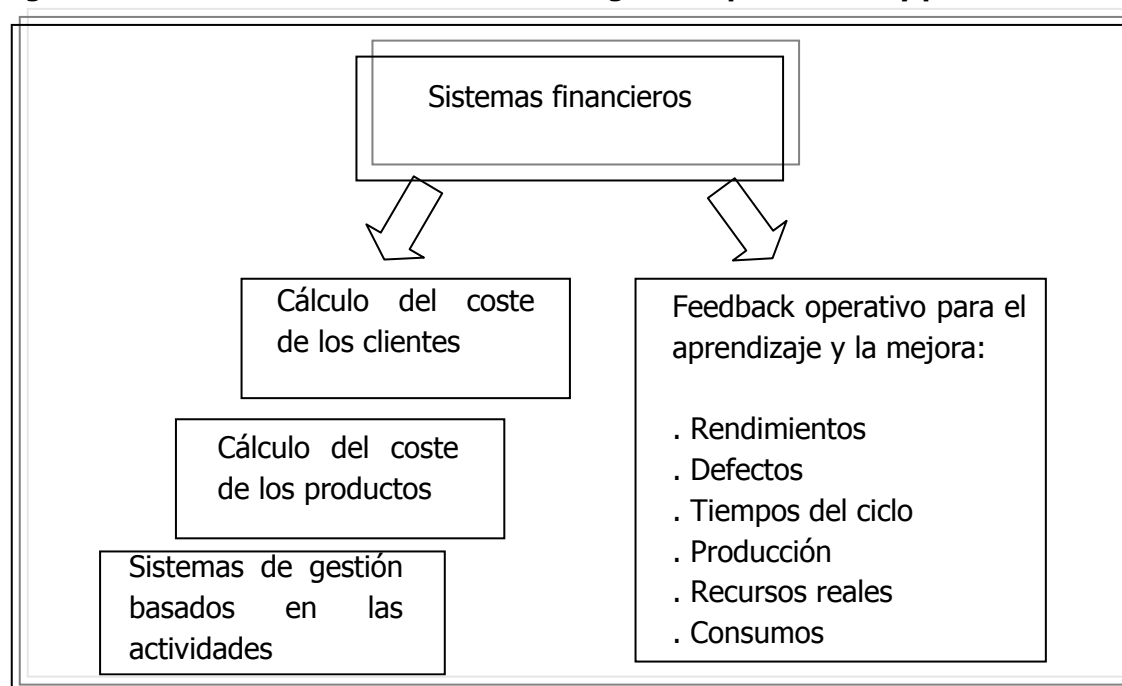 Sistemas financieros
Cálculo del coste
de los clientes
Cálculo del coste
de los productos
Sistemas de gestión
basados en las
actividades
Feedback operativo para el
aprendizaje y la mejora:
. Rendimientos
. Defectos
. Tiempos del ciclo
. Producción
. Recursos reales
. Consumos